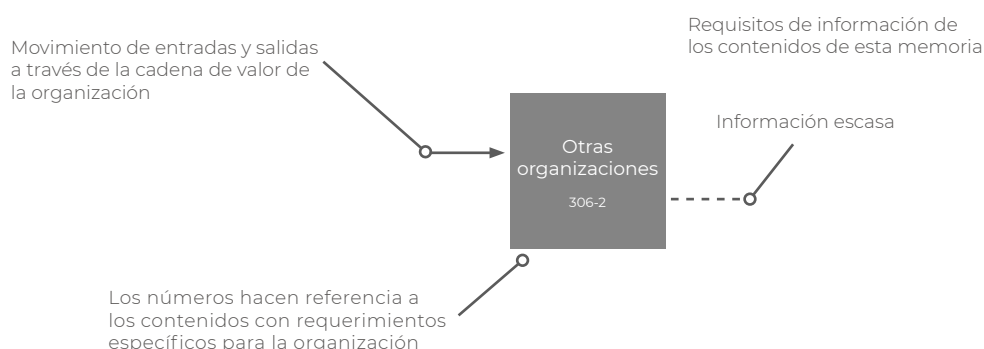 Requisitos de información de
los contenidos de esta memoria
Movimiento de entradas y salidas
a través de la cadena de valor de
la organización
Información escasa
Otras
organizaciones
306-2
Los números hacen referencia a
los contenidos con requerimientos
específicos para la organización